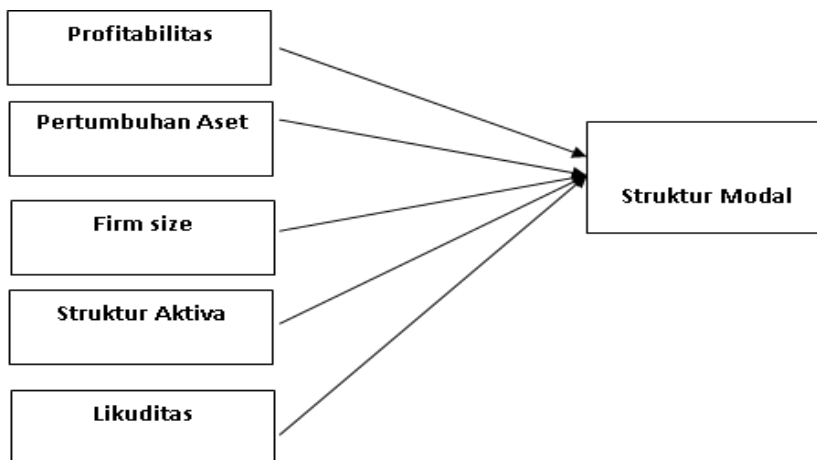 Profitabilitas
Pertumbuhan Aset
Firm size
Struktur Aktiva
Likuditas
Struktur Modal